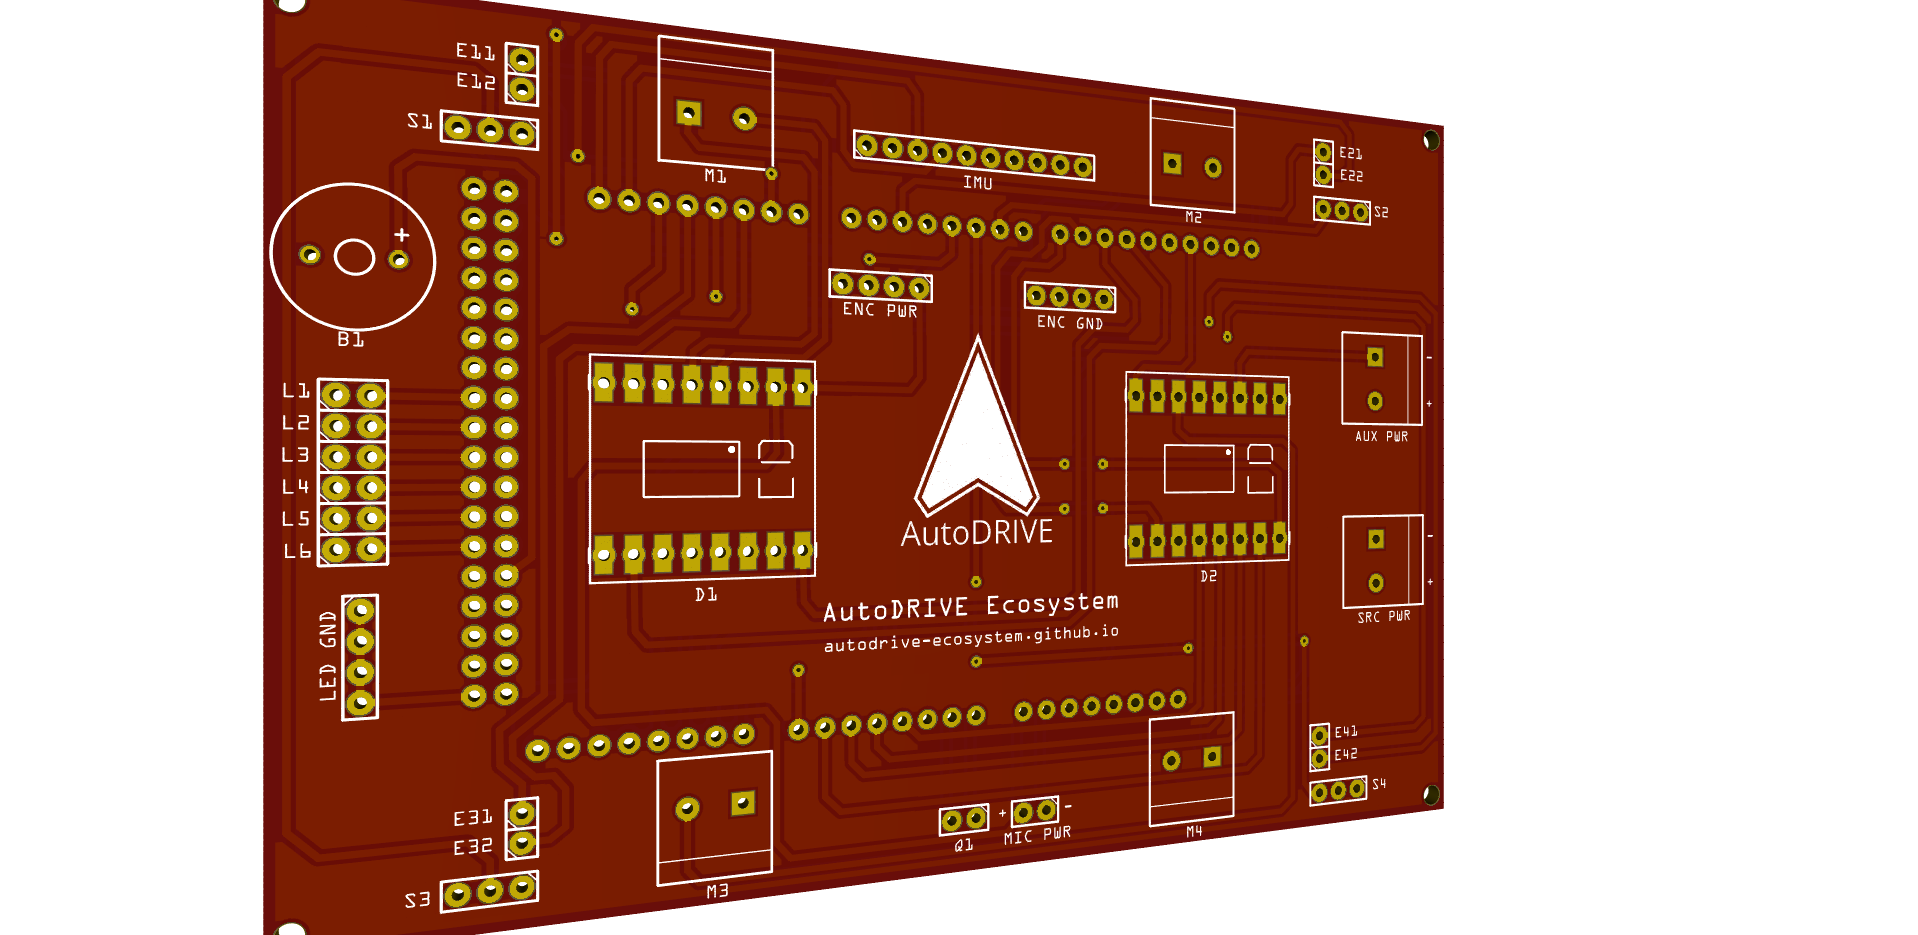 E11
E12
S1
M1
IMU
M2
E21
E22
S2
+
B1
ENC PWR
ENC GND
-
+
AUX PWR
L1
L2
L3
L4
L5
L6
AutoDRIVE
D1
D2
-
+
SRC PWR
LED GND
AutoDRIVE Ecosystem
autodrive-ecosystem.github.io
E31
E32
S3
M3
Q1
+
-
MIC PWR
M4
E41
E42
S4